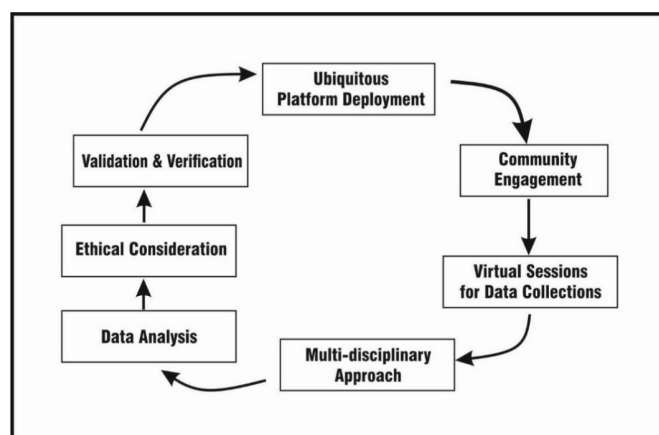 Ubiquitous
Platform Deployment
Community
Engagement
Virtual Sessions
for Data Collections
Multi-disciplinary
Approach
Data Analysis
Ethical Consideration
Validation & Verification